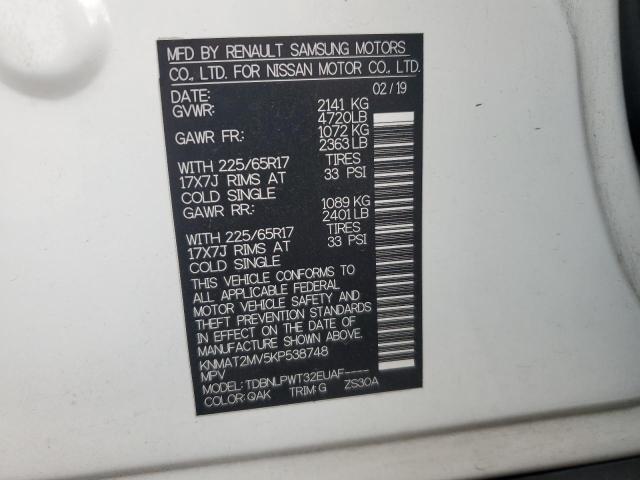 MFD BY RENAULT SAMSUNG MOTORS
CO., LTD. FOR NISSAN MOTOR CO., LTD.
DATE: 02/19
GVWR: 2141 KG
4720LB
GAWR FR: 1072 KG
2363 LB
WITH 225/65R17 TIRES
17X7J RIMS AT 33 PSI
COLD SINGLE
GAWR RR: 1089 KG
2401 LB
WITH 225/65R17 TIRES
17X7J RIMS AT 33 PSI
COLD SINGLE
THIS VEHICLE CONFORMS TO
ALL APPLICABLE FEDERAL
MOTOR VEHICLE SAFETY AND
THEFT PREVENTION STANDARDS
IN EFFECT ON THE DATE OF
MANUFACTURE SHOWN ABOVE.
KNMAT2MV5KP538748
MPV
MODEL: TDBNLPWT32EUAF----
COLOR: QAK TRIM: G ZS30A